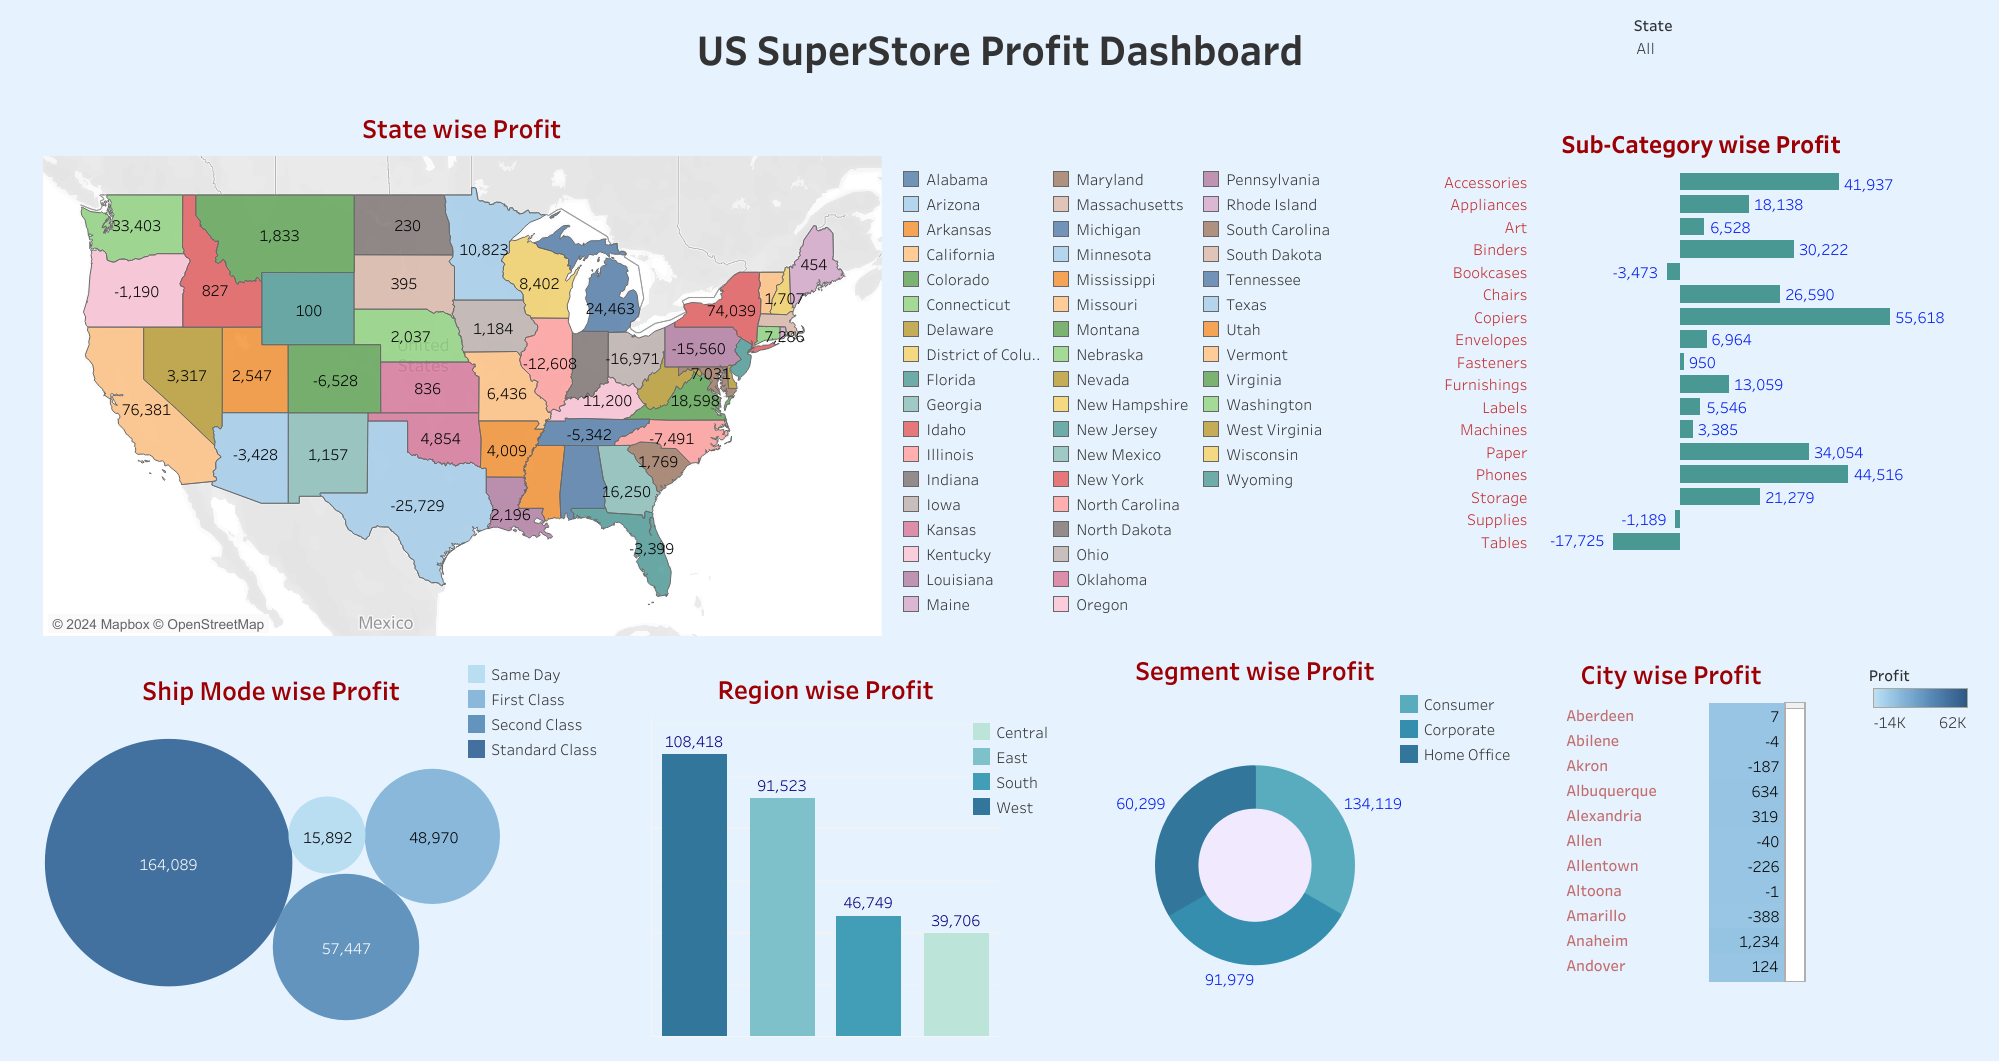 US SuperStore Profit Dashboard
State
All
State wise Profit
33,403
1,833
230
10,823
-1,190
827
395
8,402
454
100
24,463
1,707
74,039
2,037
1,184
7,286
United
States
3,317
2,547
-6,528
836
-12,608
-16,971
-15,560
7,031
76,381
6,436
11,200
18,598
-3,428
1,157
4,854
4,009
-5,342
-7,491
1,769
-25,729
2,196
16,250
-3,399
© 2024 Mapbox © OpenStreetMap
Mexico
Alabama
Arizona
Arkansas
California
Colorado
Connecticut
Delaware
District of Colu..
Florida
Georgia
Idaho
Illinois
Indiana
Iowa
Kansas
Kentucky
Louisiana
Maine
Maryland
Massachusetts
Michigan
Minnesota
Mississippi
Missouri
Montana
Nebraska
Nevada
New Hampshire
New Jersey
New Mexico
New York
North Carolina
North Dakota
Ohio
Oklahoma
Oregon
Pennsylvania
Rhode Island
South Carolina
South Dakota
Tennessee
Texas
Utah
Vermont
Virginia
Washington
West Virginia
Wisconsin
Wyoming
Sub-Category wise Profit
Accessories 41,937
Appliances 18,138
Art 6,528
Binders 30,222
Bookcases -3,473
Chairs 26,590
Copiers 55,618
Envelopes 6,964
Fasteners 950
Furnishings 13,059
Labels 5,546
Machines 3,385
Paper 34,054
Phones 44,516
Storage 21,279
Supplies -1,189
Tables -17,725
Ship Mode wise Profit
Same Day
First Class
Second Class
Standard Class
164,089
15,892
48,970
57,447
Region wise Profit
Central
East
South
West
108,418
91,523
46,749
39,706
Segment wise Profit
Consumer
Corporate
Home Office
60,299
134,119
91,979
City wise Profit
Aberdeen 7
Abilene -4
Akron -187
Albuquerque 634
Alexandria 319
Allen -40
Allentown -226
Altoona -1
Amarillo -388
Anaheim 1,234
Andover 124
Profit
-14K 62K